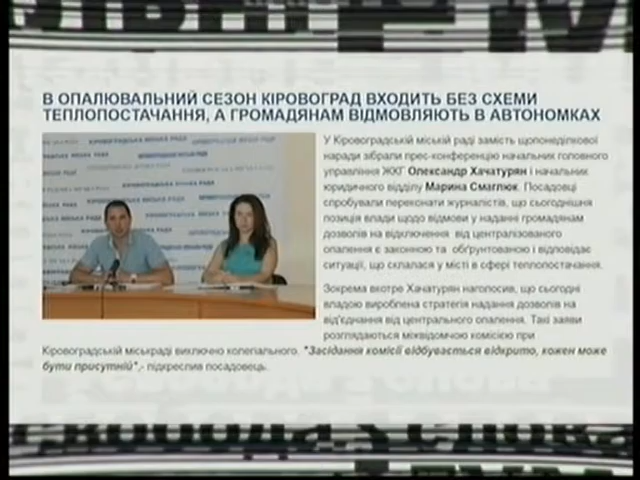 В ОПАЛЮВАЛЬНИЙ СЕЗОН КІРОВОГРАД ВХОДИТЬ БЕЗ СХЕМИ
ТЕПЛОПОСТАЧАННЯ, А ГРОМАДЯНАМ ВІДМОВЛЯЮТЬ В АВТОНОМКАХ
У Кіровоградській міській раді замість щопонеділкової
наради зібрали прес-конференцію начальник головного
управління ЖКГ Олександр Хачатурян і начальник
юридичного відділу Марина Смаглюк. Посадовці
спробували переконати журналістів, що сьогоднішня
позиція влади щодо відмови у наданні громадянам
дозволів на відключення від централізованого
опалення є законною та обґрунтованою і відповідає
ситуації, що склалася у місті в сфері теплопостачання.
Зокрема вкотре Хачатурян наголосив, що сьогодні
владою вироблена стратегія надання дозволів на
від'єднання від центрального опалення. Такі заяви
розглядаються міжвідомчою комісією при
Кіровоградській міськраді виключно колегіального. "Засідання комісії відбувається відкрито, кожен може
бути присутній",- підкреслив посадовець.
КІРОВОГРАДСЬКА МІСЬКА РАДА